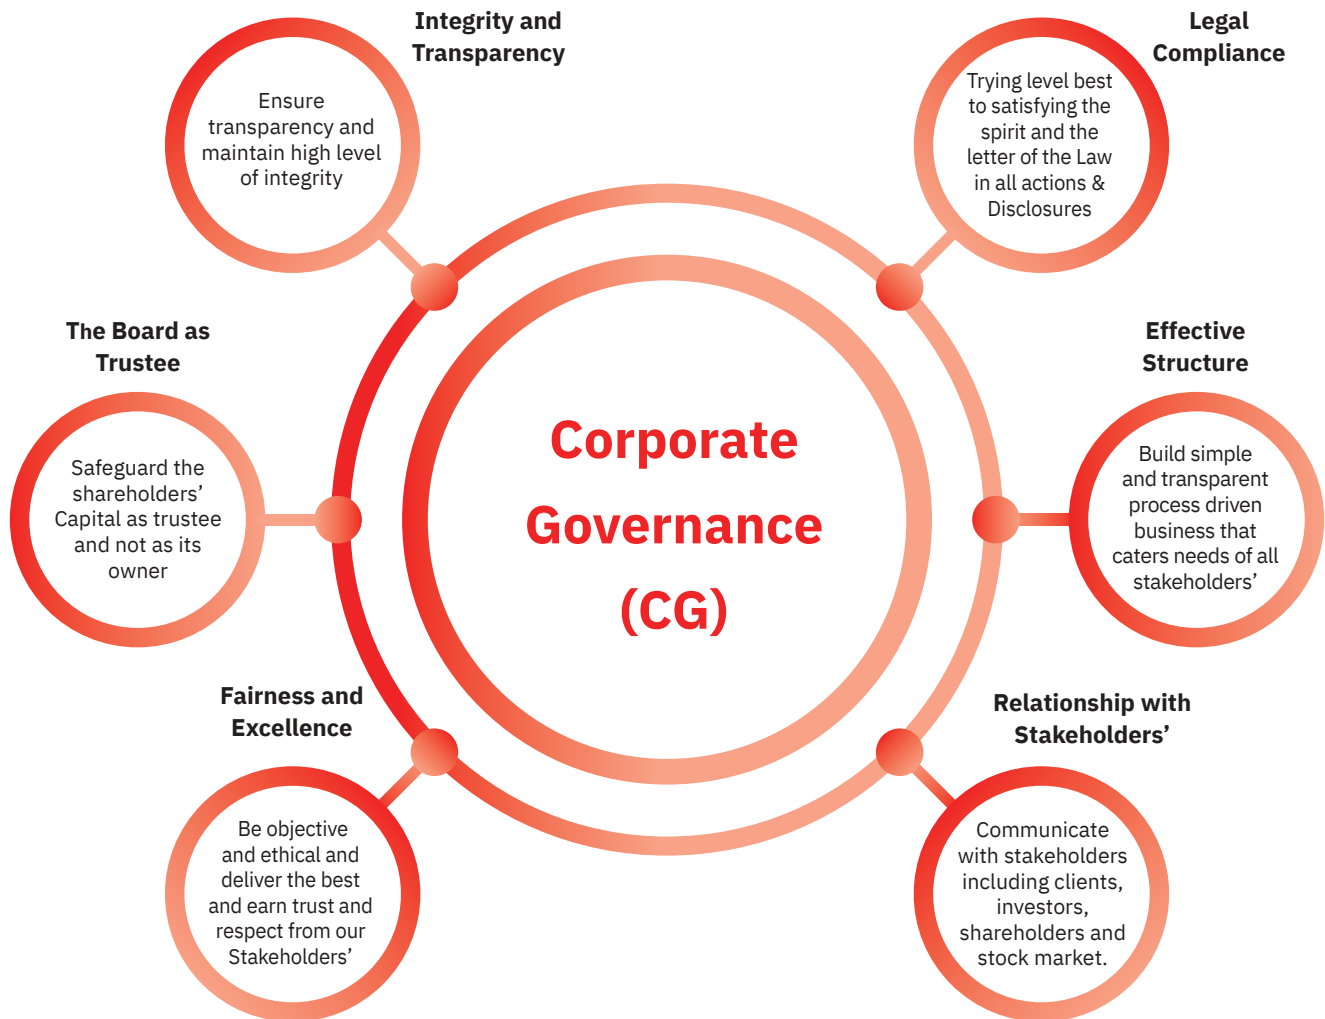 Integrity and
Transparency
Ensure
transparency and
maintain high level
of integrity
Legal
Compliance
Trying level best
to satisfying the
spirit and the
letter of the Law
in all actions &
Disclosures
The Board as
Trustee
Safeguard the
shareholders’
Capital as trustee
and not as its
owner
Corporate
Governance
(CG)
Effective
Structure
Build simple
and transparent
process driven
business that
caters needs of all
stakeholders’
Fairness and
Excellence
Be objective
and ethical and
deliver the best
and earn trust and
respect from our
Stakeholders’
Relationship with
Stakeholders’
Communicate
with stakeholders
including clients,
investors,
shareholders and
stock market.